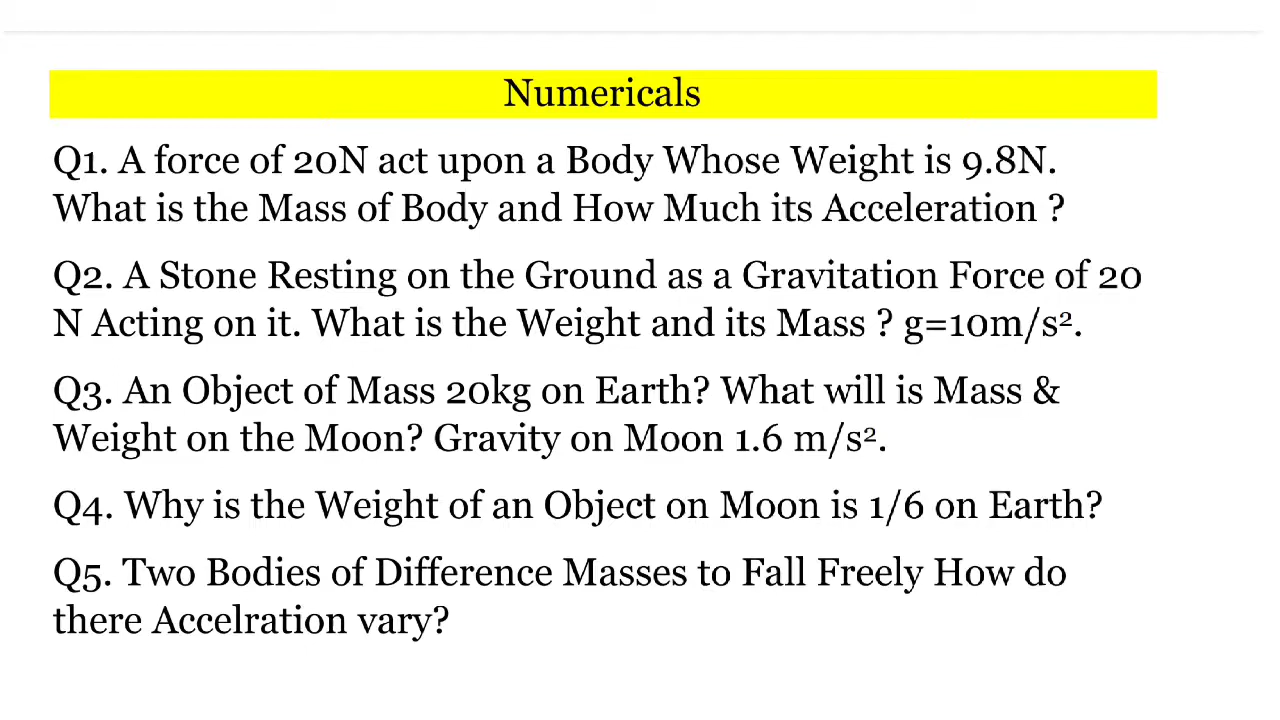 Numericals
Q1. A force of 20N act upon a Body Whose Weight is 9.8N.
What is the Mass of Body and How Much its Acceleration ?
Q2. A Stone Resting on the Ground as a Gravitation Force of 20
N Acting on it. What is the Weight and its Mass ? g=10m/s².
Q3. An Object of Mass 20kg on Earth? What will is Mass &
Weight on the Moon? Gravity on Moon 1.6 m/s².
Q4. Why is the Weight of an Object on Moon is 1/6 on Earth?
Q5. Two Bodies of Difference Masses to Fall Freely How do
there Accelration vary?